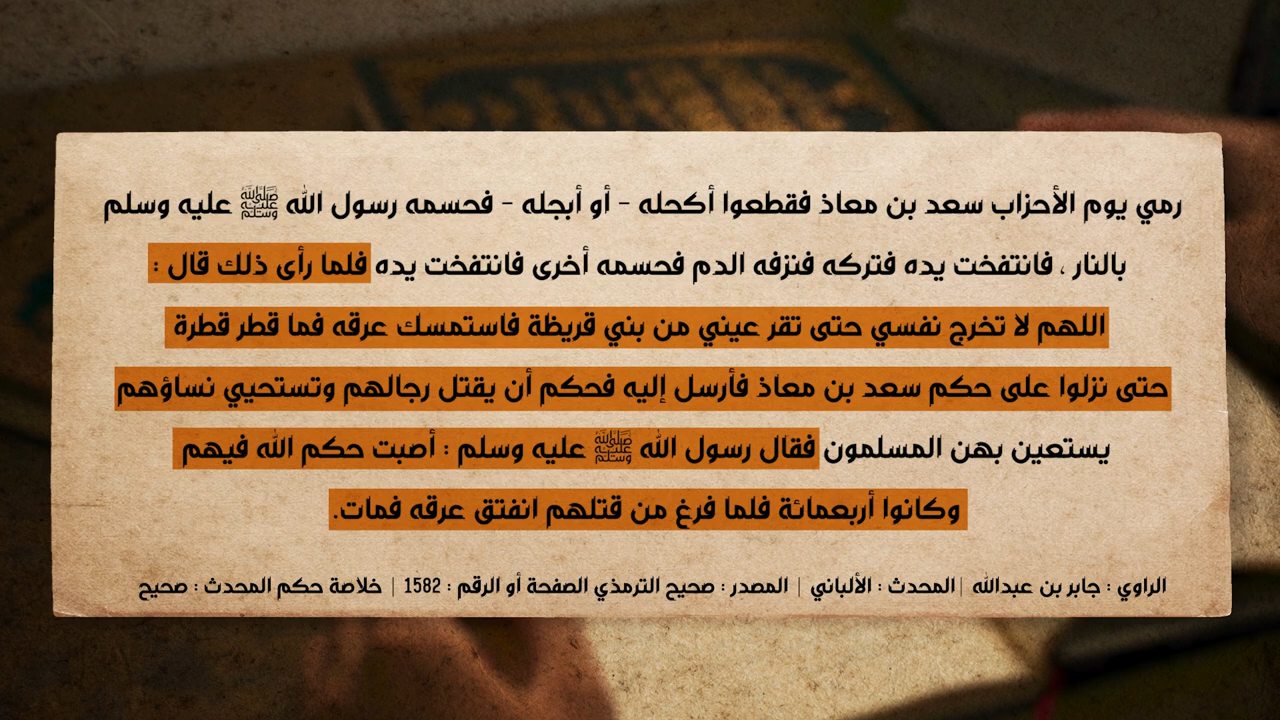 رمي يوم الأحزاب سعد بن معاذ فقطعوا أكحله - أو أبجله - فحسمه رسول الله ﷺ عليه وسلم
بالنار ، فانتفخت يده فتركه فنزفه الدم فحسمه أخرى فانتفخت يده فلما رأى ذلك قال :
اللهم لا تخرج نفسي حتى تقر عيني من بني قريظة فاستمسك عرقه فما قطر قطرة
حتى نزلوا على حكم سعد بن معاذ فأرسل إليه فحكم أن يقتل رجالهم وتستحيي نساؤهم
يستعين بهن المسلمون فقال رسول الله ﷺ عليه وسلم : أصبت حكم الله فيهم
وكانوا أربعمائة فلما فرغ من قتلهم انفتق عرقه فمات.
الراوي : جابر بن عبدالله | المحدث : الألباني | المصدر : صحيح الترمذي الصفحة أو الرقم : 1582 | خلاصة حكم المحدث : صحيح